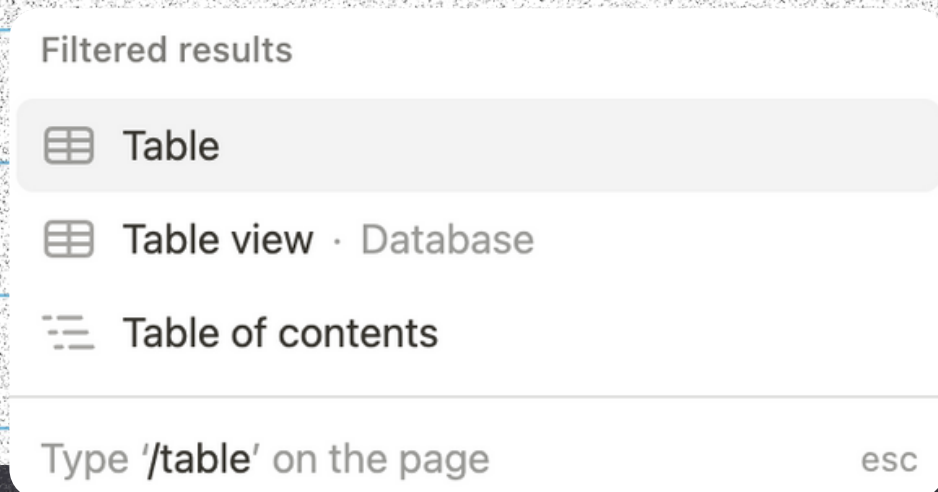 Filtered results
Table
Table view · Database
Table of contents
Type ‘/table’ on the page esc